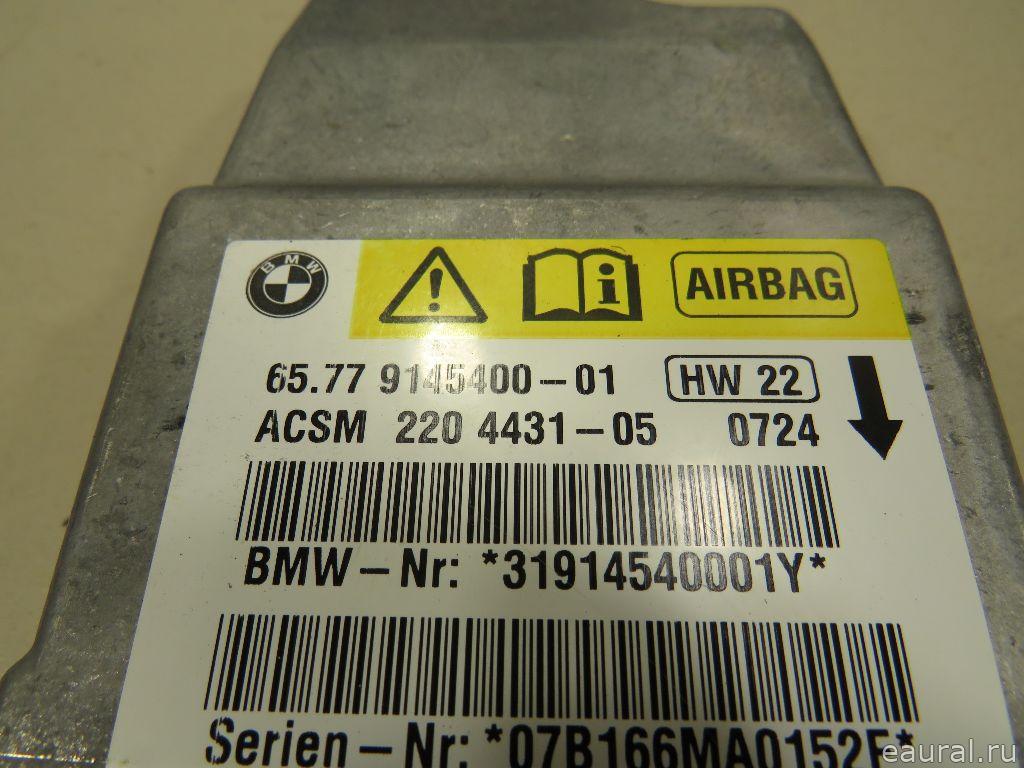 BMW
i
AIRBAG
65.77 9145400-01 HW 22
ACSM 220 4431-05 0724
BMW-Nr: *31914540001Y*
Serien-Nr: *07B166MA0152F*
eaural.ru